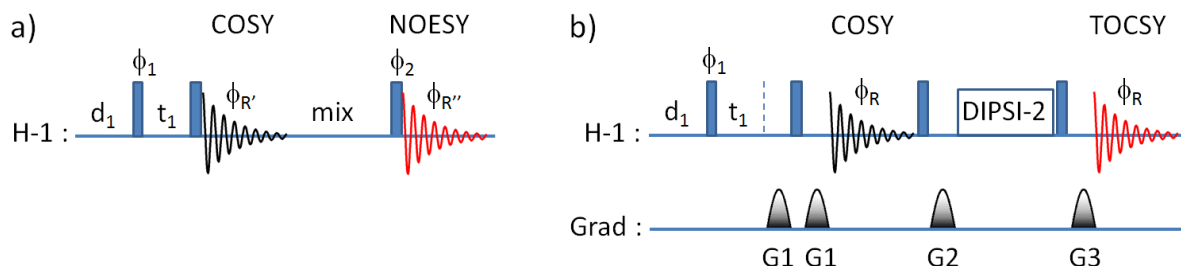 a) COSY NOESY
ϕ1 ϕ2
d1 t1 ϕR' mix ϕR''
H-1 :
b) COSY TOCSY
ϕ1
d1 t1 ϕR ϕR
H-1 : DIPSI-2
Grad :
G1 G1 G2 G3